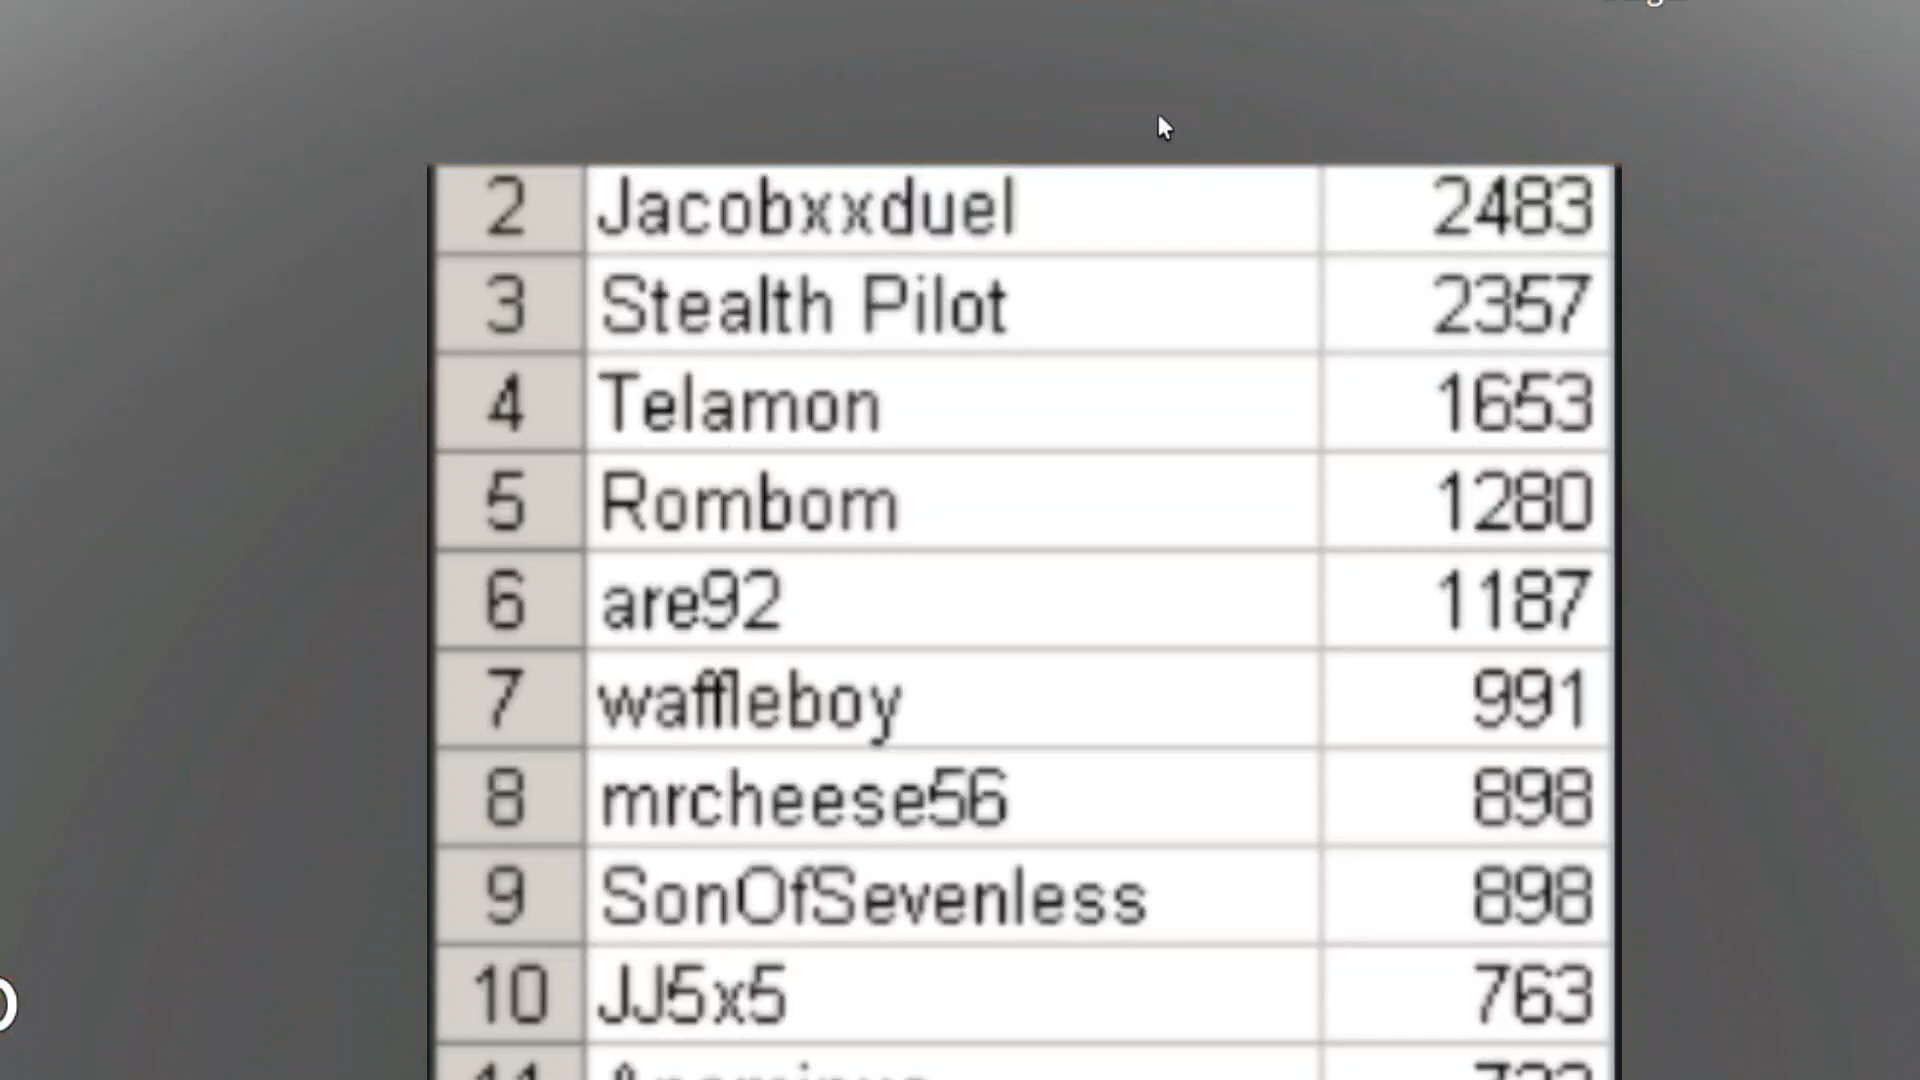 2 Jacobxxduel 2483
3 Stealth Pilot 2357
4 Telamon 1653
5 Rombom 1280
6 are92 1187
7 waffleboy 991
8 mrcheese56 898
9 SonOfSevenless 898
10 JJ5x5 763